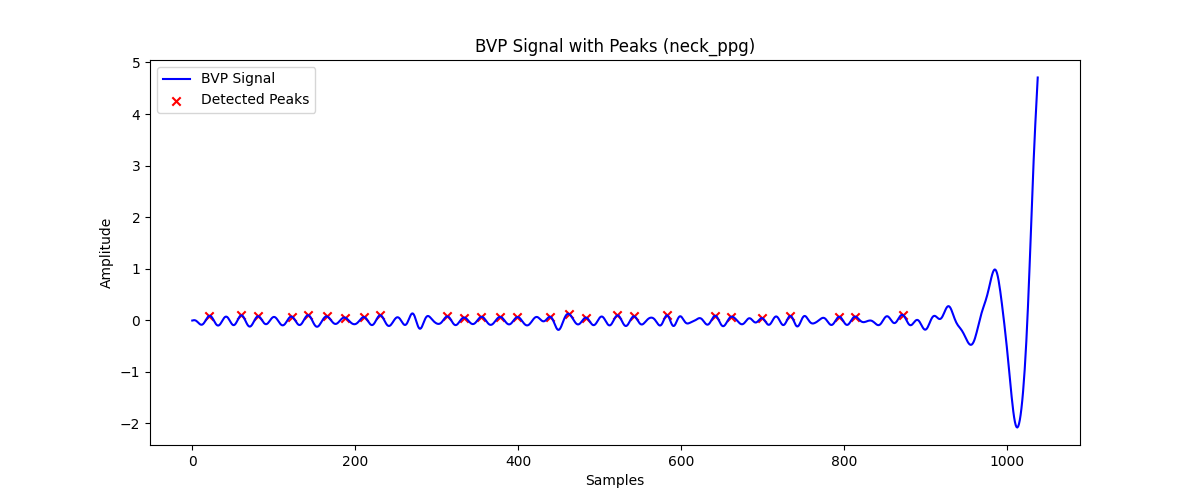 BVP Signal with Peaks (neck_ppg)
BVP Signal
Detected Peaks
Amplitude
5
4
3
2
1
0
−1
−2
0
200
400
600
800
1000
Samples